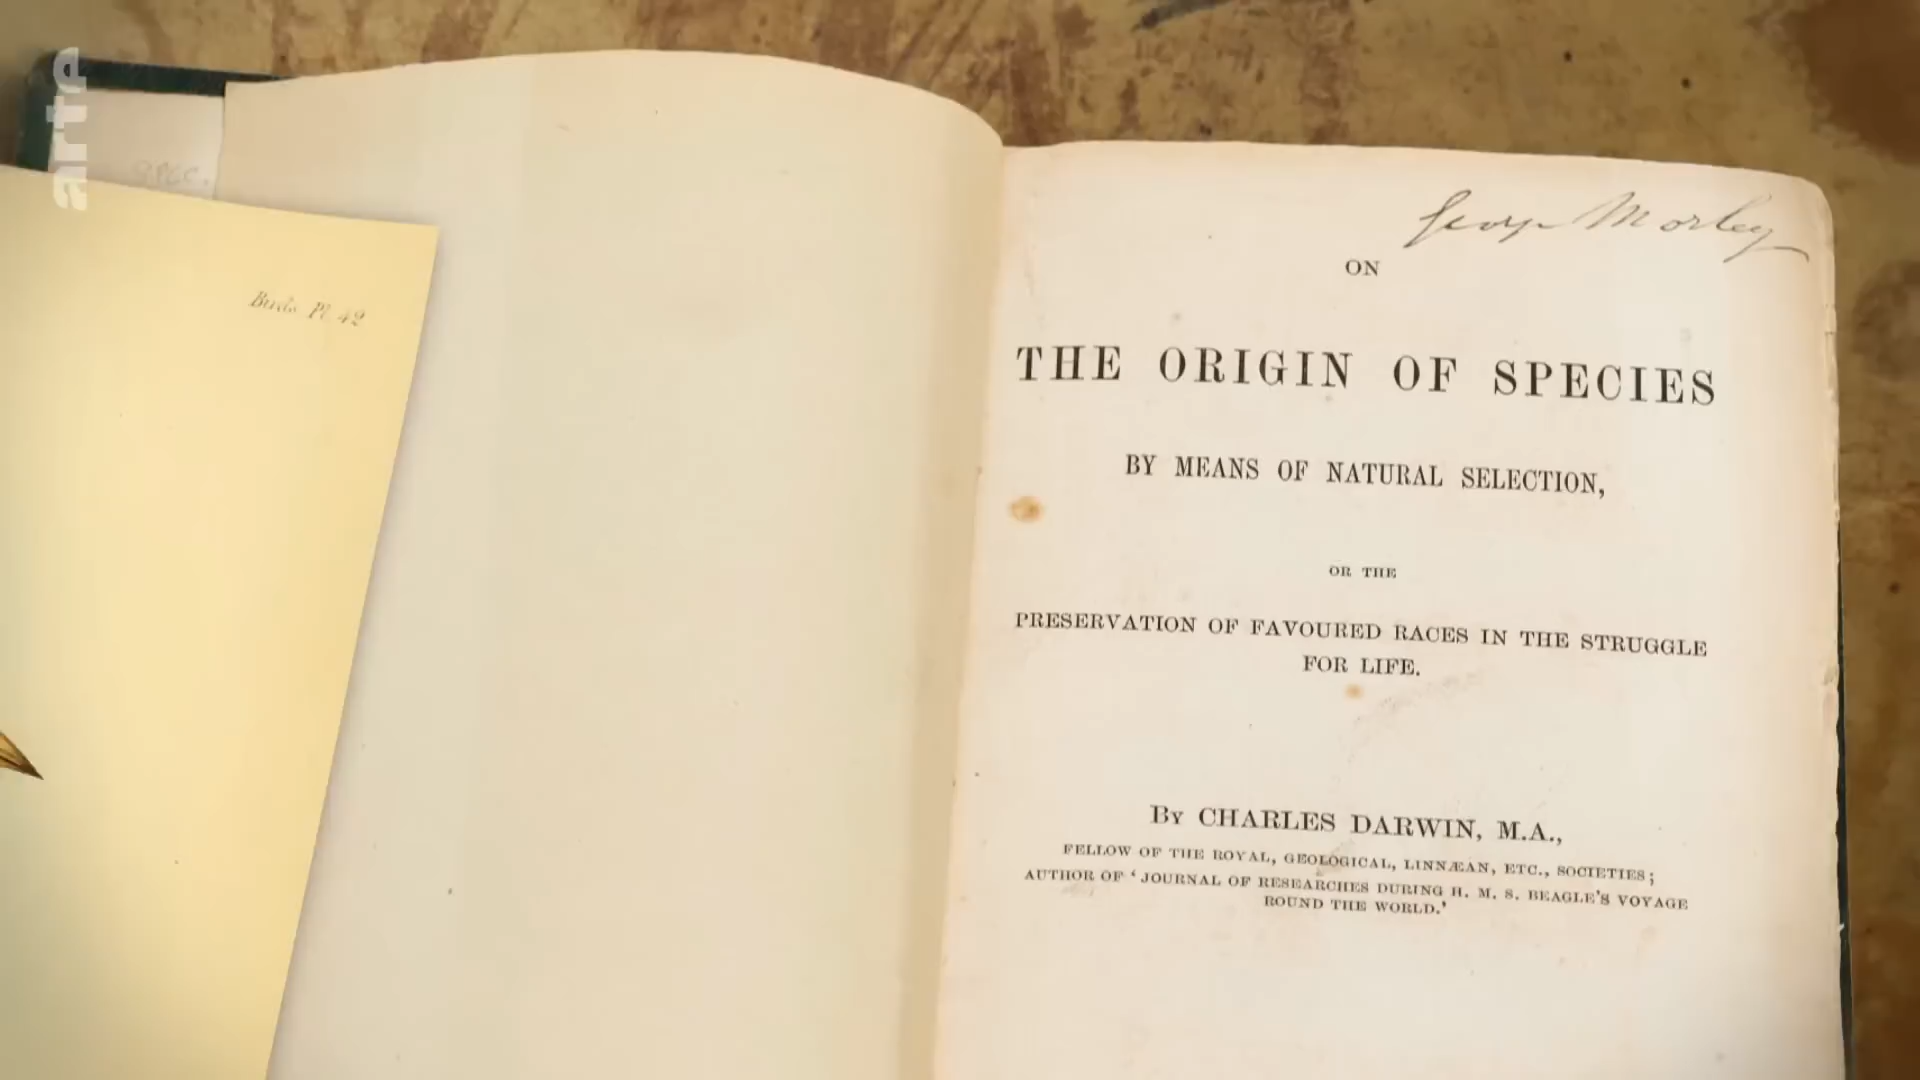 arte
Birds. Pl. 42
George Morley
ON
THE ORIGIN OF SPECIES
BY MEANS OF NATURAL SELECTION,
OR THE
PRESERVATION OF FAVOURED RACES IN THE STRUGGLE
FOR LIFE.
BY CHARLES DARWIN, M.A.,
FELLOW OF THE ROYAL, GEOLOGICAL, LINNÆAN, ETC., SOCIETIES;
AUTHOR OF 'JOURNAL OF RESEARCHES DURING H. M. S. BEAGLE'S VOYAGE
ROUND THE WORLD.'